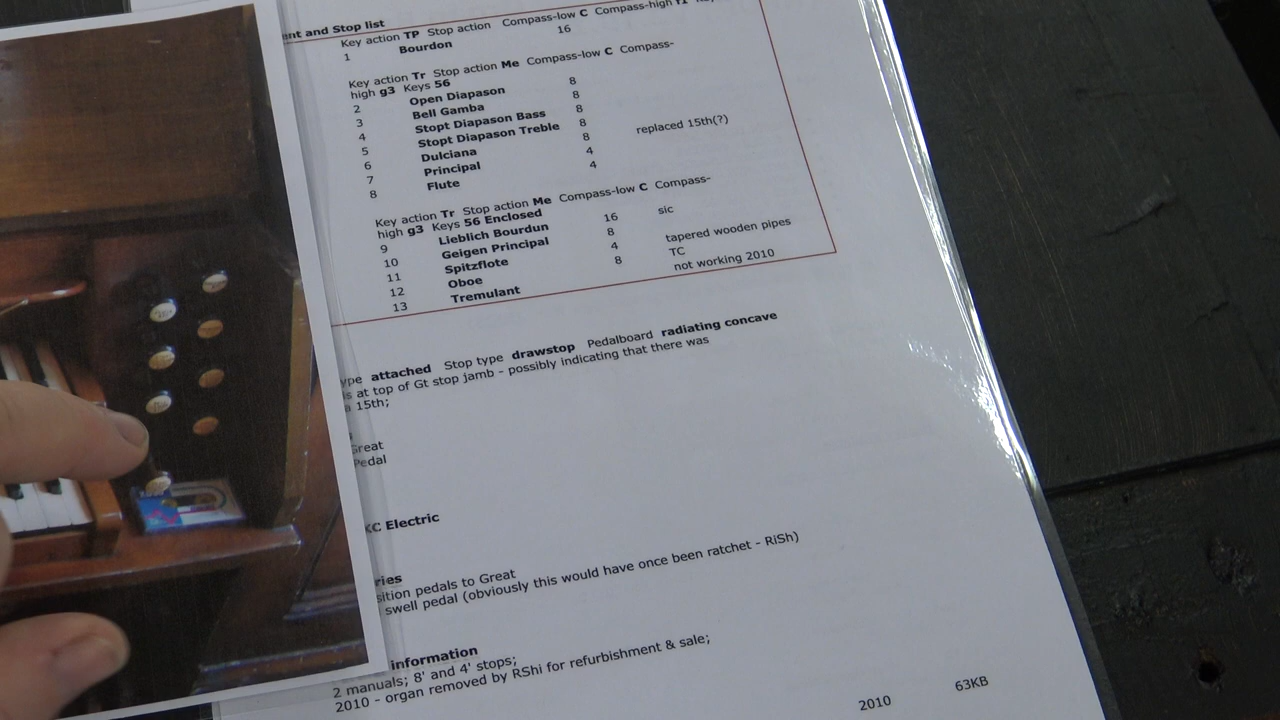 nt and Stop list
Key action TP Stop action Compass-low C Compass-high
1 Bourdon 16
Key action Tr Stop action Me Compass-low C Compass-
high g3 Keys 56
2 Open Diapason 8
3 Bell Gamba 8
4 Stopt Diapason Bass 8
5 Stopt Diapason Treble 8
6 Dulciana 8 replaced 15th(?)
7 Principal 4
8 Flute 4
Key action Tr Stop action Me Compass-low C Compass-
high g3 Keys 56 Enclosed
9 Lieblich Bourdun 16 sic
10 Geigen Principal 8
11 Spitzflote 4 tapered wooden pipes
12 Oboe 8 TC
13 Tremulant not working 2010
ype attached Stop type drawstop Pedalboard radiating concave
s at top of Gt stop jamb - possibly indicating that there was
a 15th;
Great
Pedal
KC Electric
ries
sition pedals to Great
swell pedal (obviously this would have once been ratchet - RiSh)
information
2 manuals; 8' and 4' stops;
2010 - organ removed by RShi for refurbishment & sale;
2010 63KB